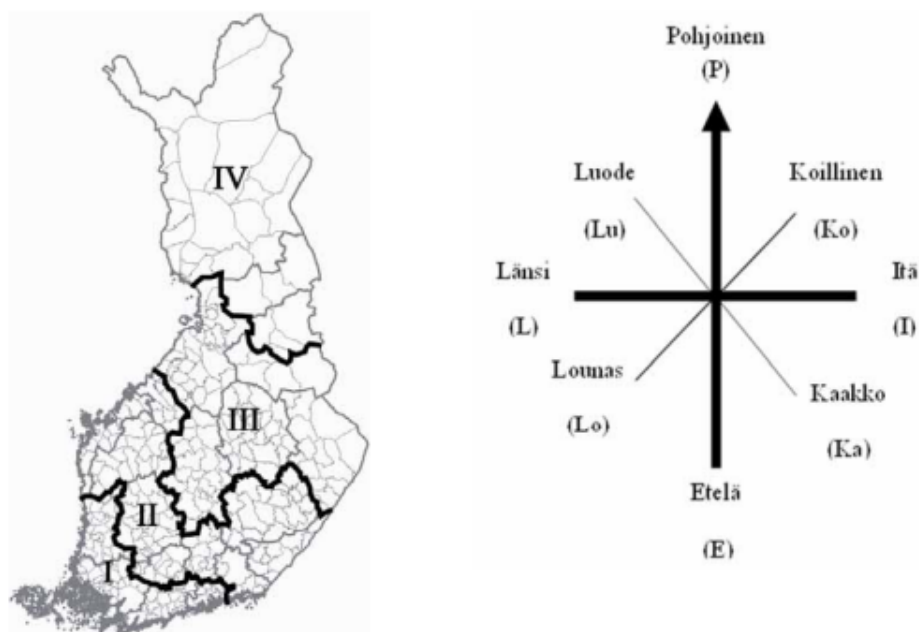 IV
III
II
I
Pohjoinen
(P)
Luode
(Lu)
Koillinen
(Ko)
Länsi
(L)
Itä
(I)
Lounas
(Lo)
Kaakko
(Ka)
Etelä
(E)